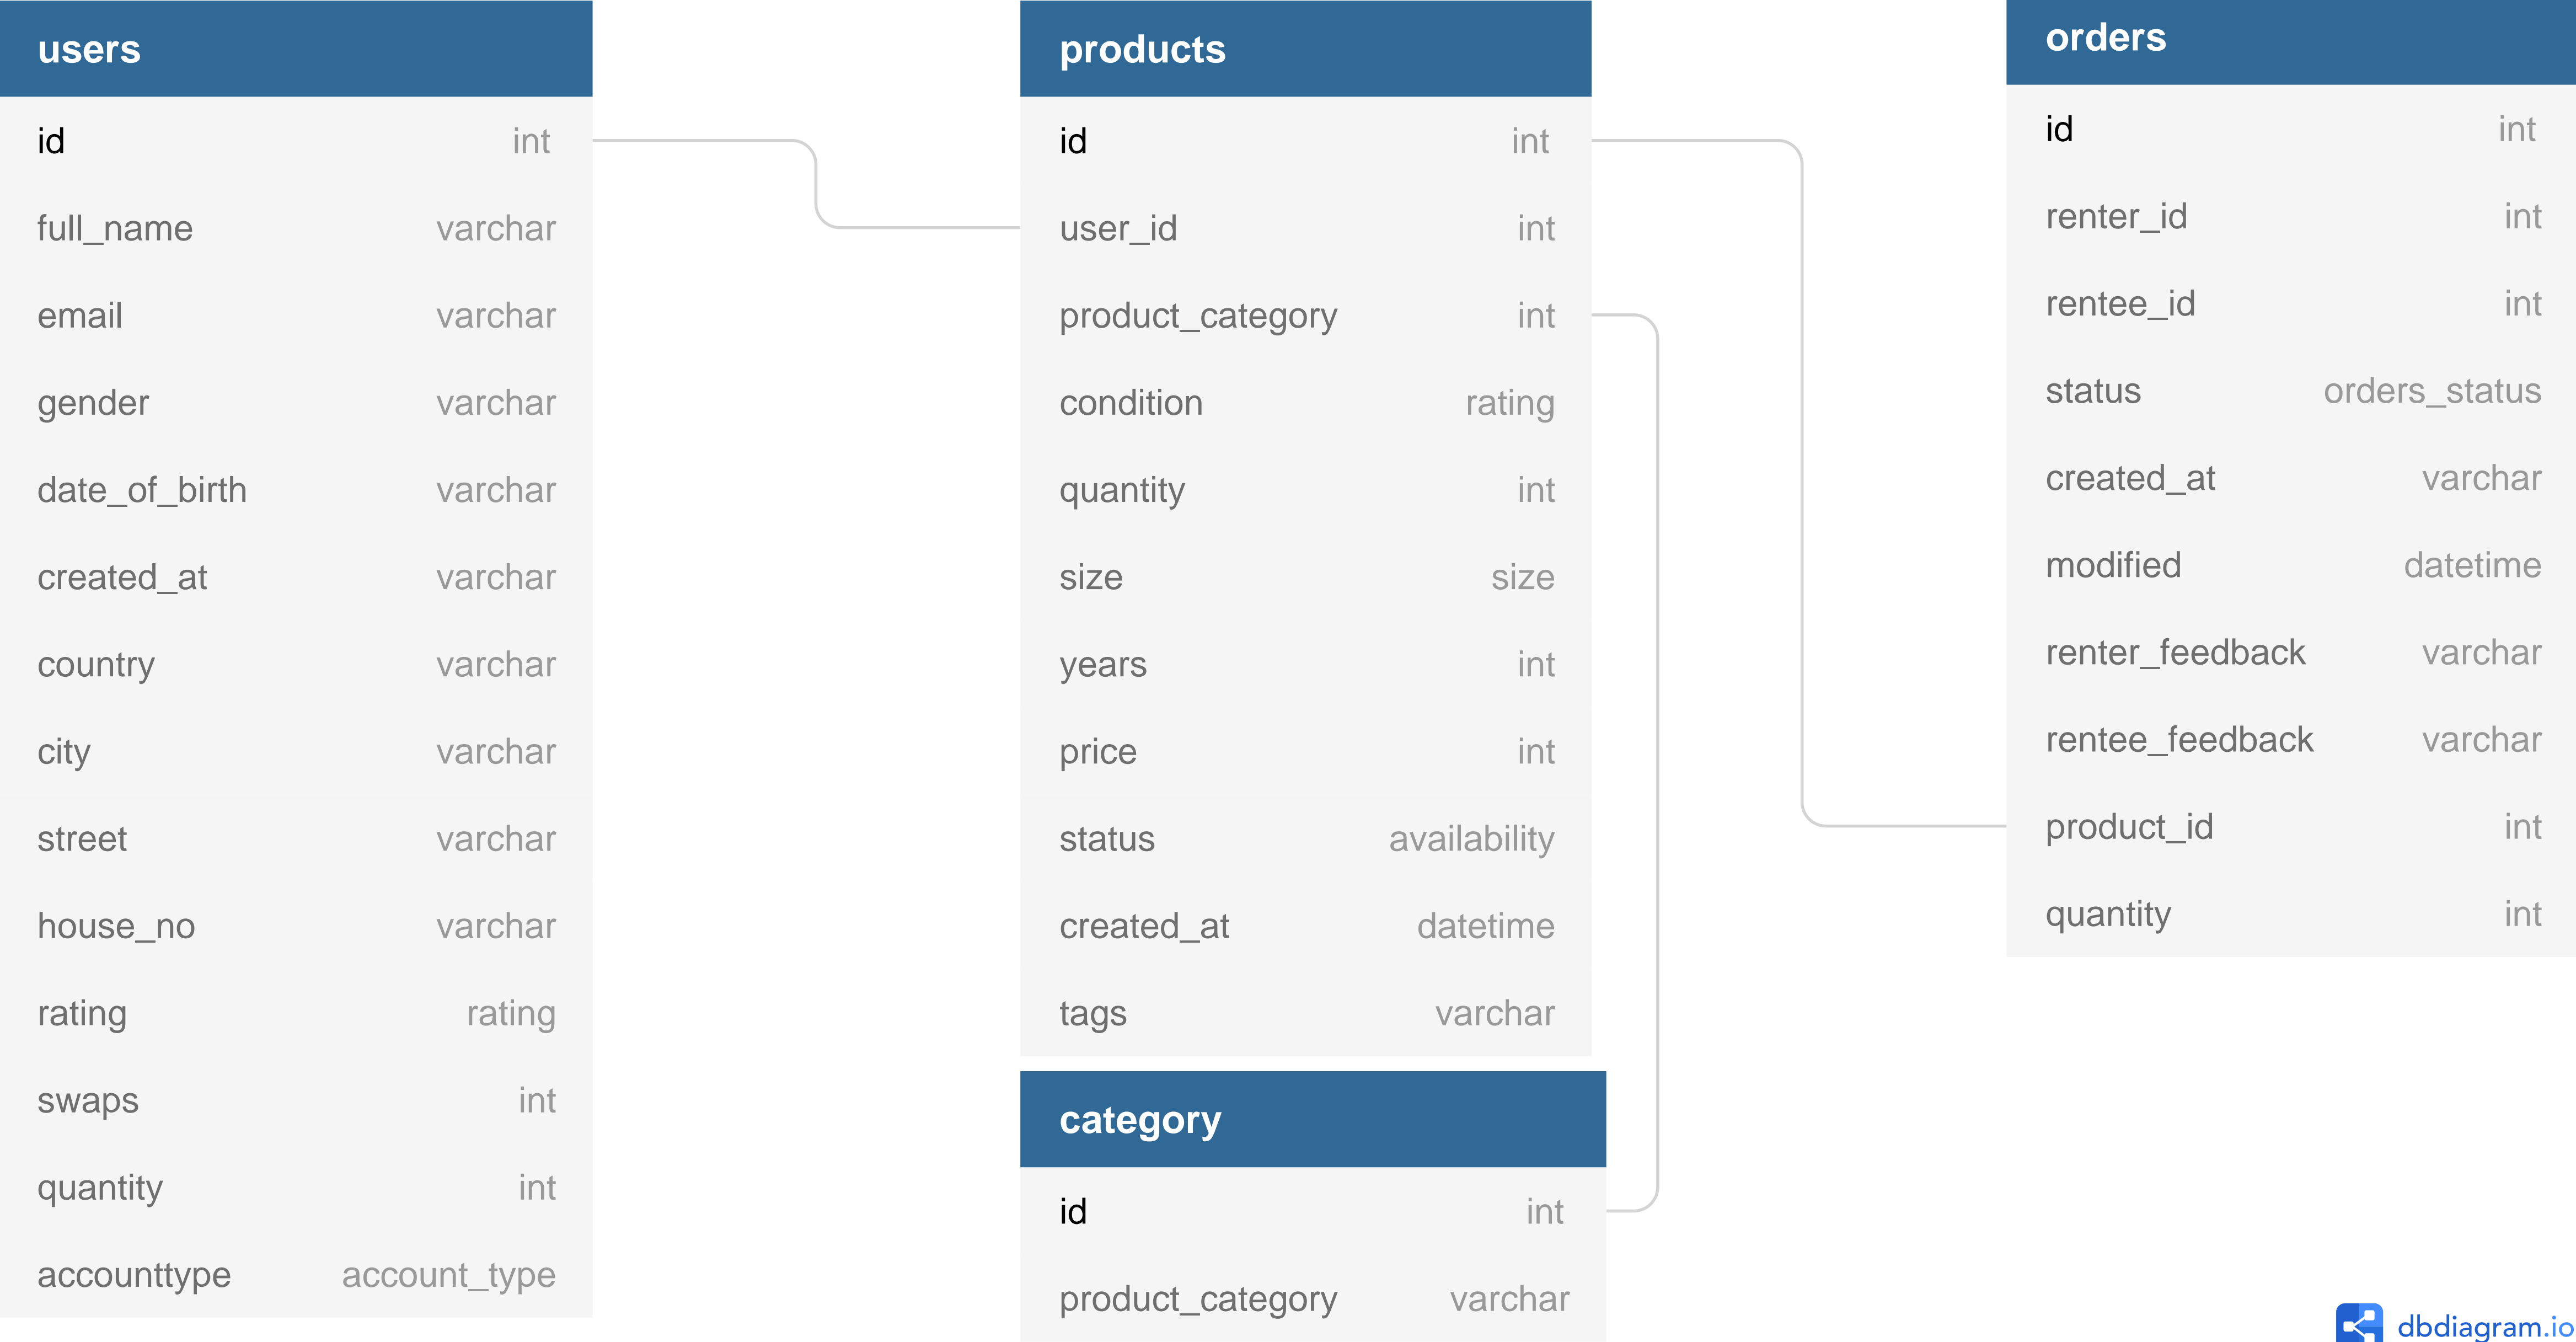 users
id int
full_name varchar
email varchar
gender varchar
date_of_birth varchar
created_at varchar
country varchar
city varchar
street varchar
house_no varchar
rating rating
swaps int
quantity int
accounttype account_type
products
id int
user_id int
product_category int
condition rating
quantity int
size size
years int
price int
status availability
created_at datetime
tags varchar
category
id int
product_category varchar
orders
id int
renter_id int
rentee_id int
status orders_status
created_at varchar
modified datetime
renter_feedback varchar
rentee_feedback varchar
product_id int
quantity int
dbdiagram.io